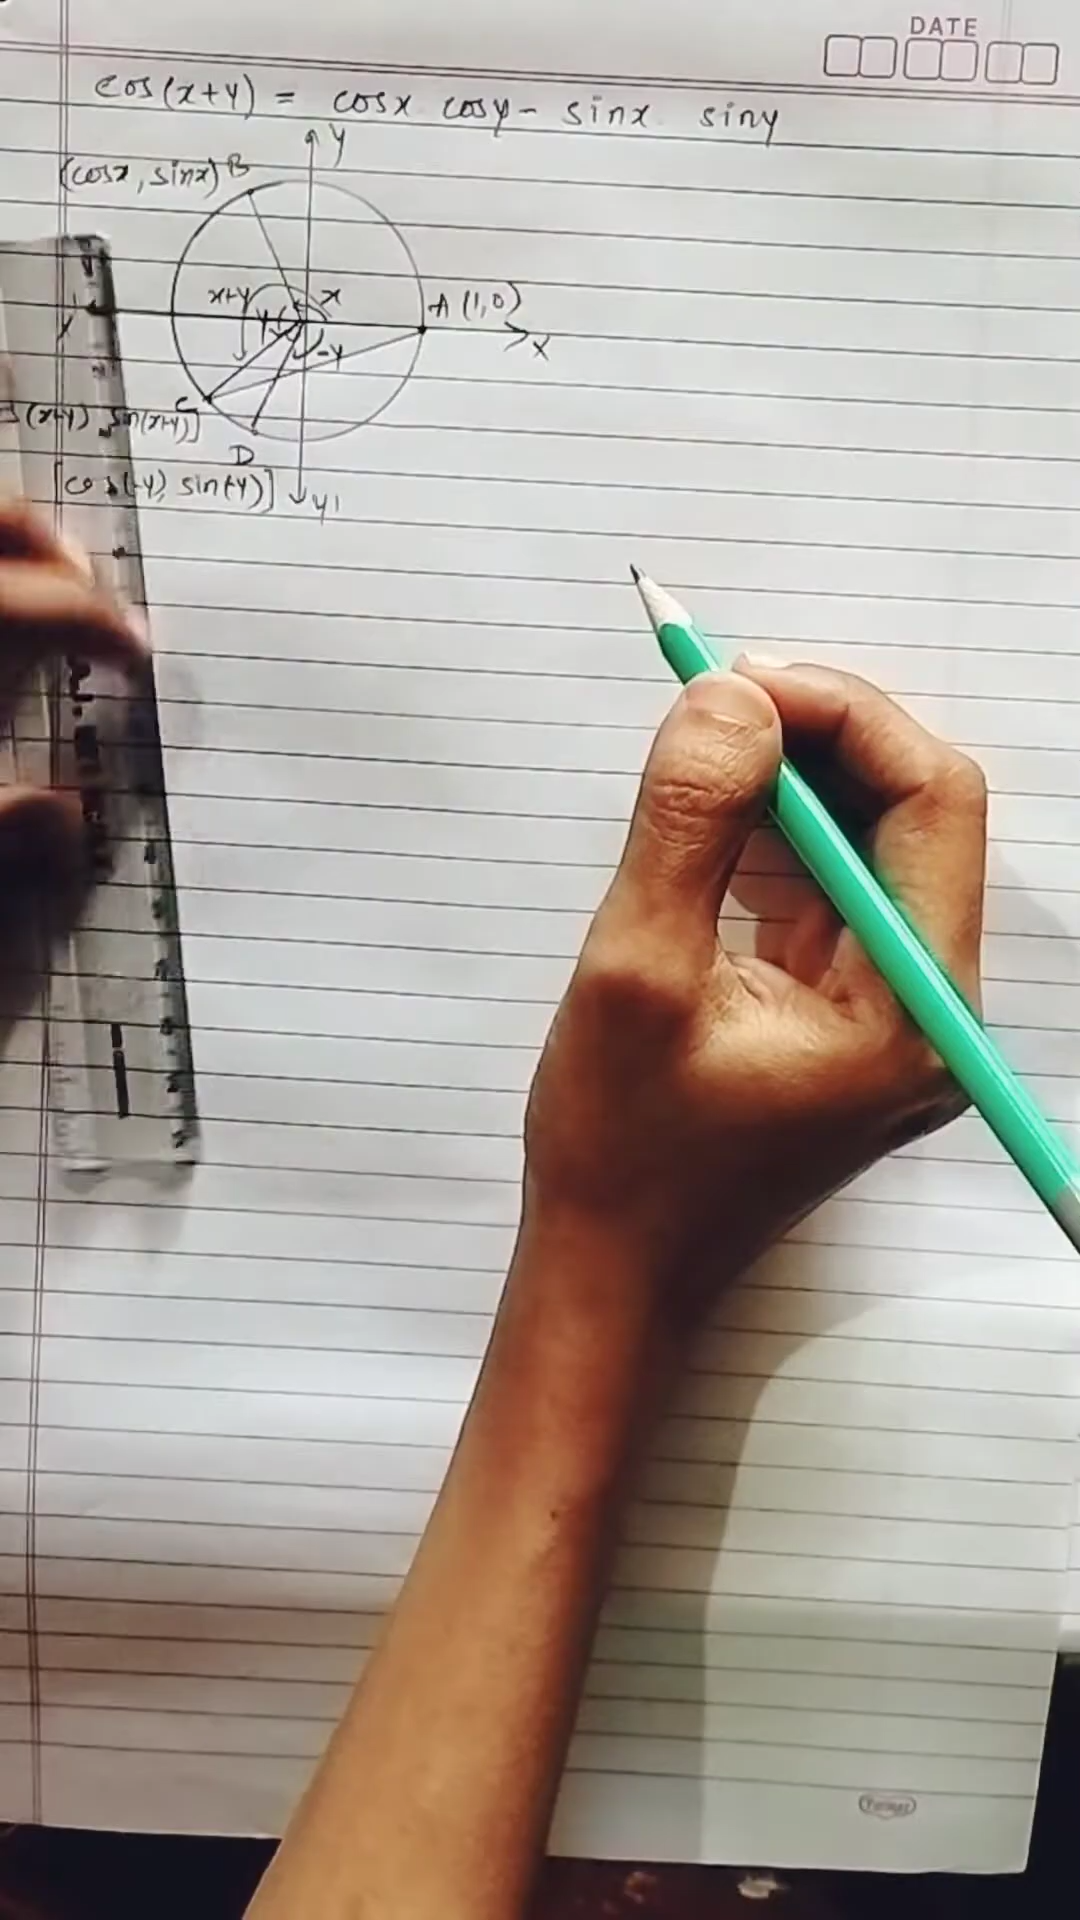 DATE
cos(x+y) = cosx cosy - sinx. siny
Y
(cosx, sinx) B
x+y x A (1,0)
X' y X
-y
C
(x+y), sin(x+y)]
D
[cos(-y), sin(-y)] Y'